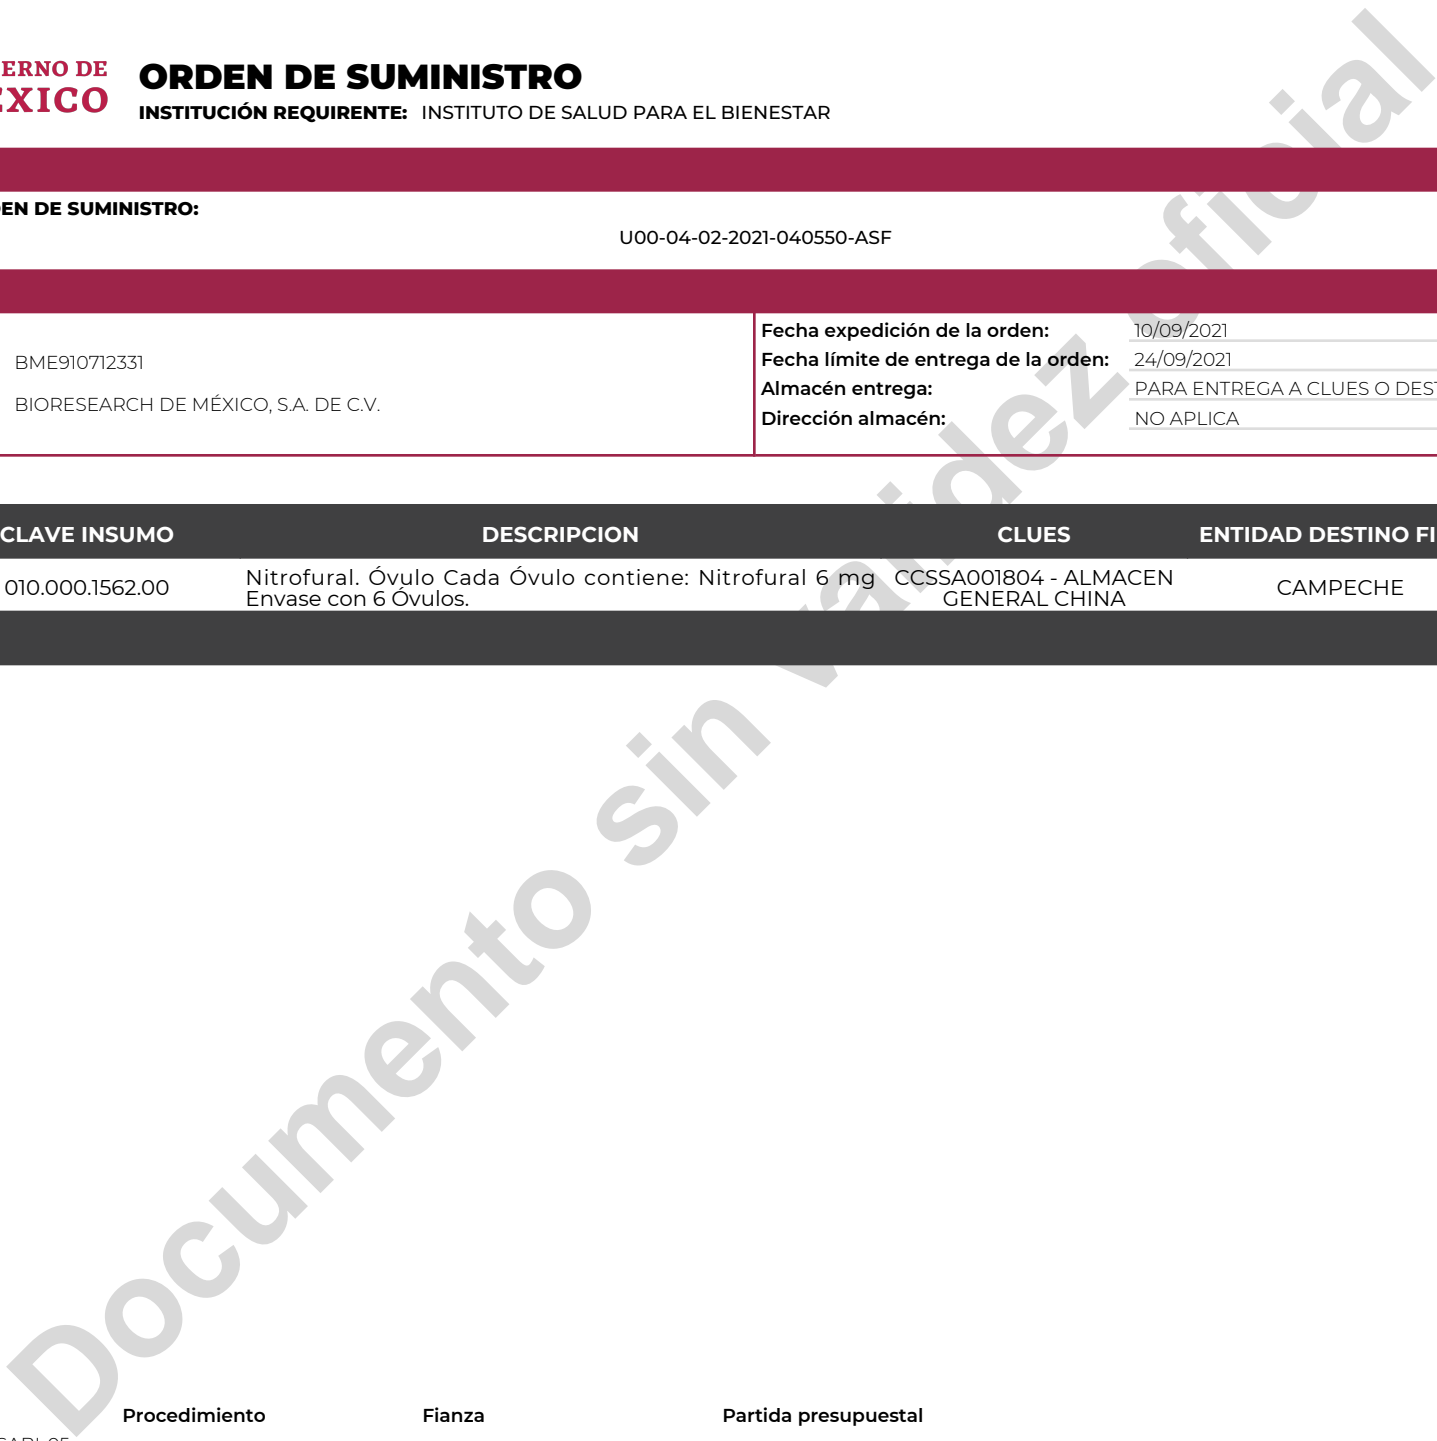 ERNO DE
ORDEN DE SUMINISTRO
EXICO
INSTITUCIÓN REQUIRENTE: INSTITUTO DE SALUD PARA EL BIENESTAR
EN DE SUMINISTRO:
U00-04-02-2021-040550-ASF
Fecha expedición de la orden: 10/09/2021
BME910712331
Fecha límite de entrega de la orden: 24/09/2021
Almacén entrega: PARA ENTREGA A CLUES O DEST
BIORESEARCH DE MÉXICO, S.A. DE C.V.
Dirección almacén: NO APLICA
CLAVE INSUMO DESCRIPCION CLUES ENTIDAD DESTINO FI
010.000.1562.00
Nitrofural. Óvulo Cada Óvulo contiene: Nitrofural 6 mg
Envase con 6 Óvulos.
CCSSA001804 - ALMACEN
GENERAL CHINA
CAMPECHE
Documento sin validez oficial
Procedimiento Fianza Partida presupuestal